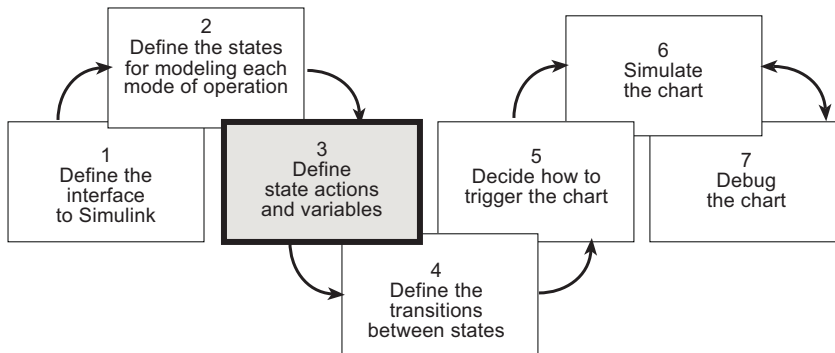 1
Define the
interface
to Simulink
2
Define the states
for modeling each
mode of operation
3
Define
state actions
and variables
4
Define the
transitions
between states
5
Decide how to
trigger the chart
6
Simulate
the chart
7
Debug
the chart